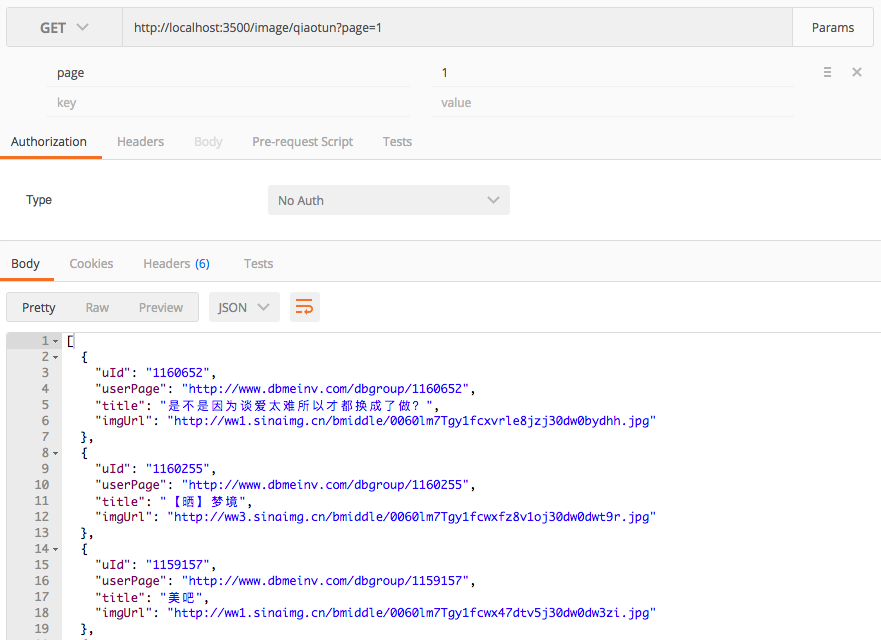 GET http://localhost:3500/image/qiaotun?page=1 Params
page 1
key value
Authorization Headers Body Pre-request Script Tests
Type No Auth
Body Cookies Headers (6) Tests
Pretty Raw Preview JSON
1 [
2 {
3 "uId": "1160652",
4 "userPage": "http://www.dbmeinv.com/dbgroup/1160652",
5 "title": "是不是因为谈爱太难所以才都换成了做？",
6 "imgUrl": "http://ww1.sinaimg.cn/bmiddle/0060lm7Tgy1fcxvrle8jzj30dw0bydhh.jpg"
7 },
8 {
9 "uId": "1160255",
10 "userPage": "http://www.dbmeinv.com/dbgroup/1160255",
11 "title": "【晒】梦境",
12 "imgUrl": "http://ww3.sinaimg.cn/bmiddle/0060lm7Tgy1fcwxfz8v1oj30dw0dwt9r.jpg"
13 },
14 {
15 "uId": "1159157",
16 "userPage": "http://www.dbmeinv.com/dbgroup/1159157",
17 "title": "美吧",
18 "imgUrl": "http://ww1.sinaimg.cn/bmiddle/0060lm7Tgy1fcwx47dtv5j30dw0dw3zi.jpg"
19 },